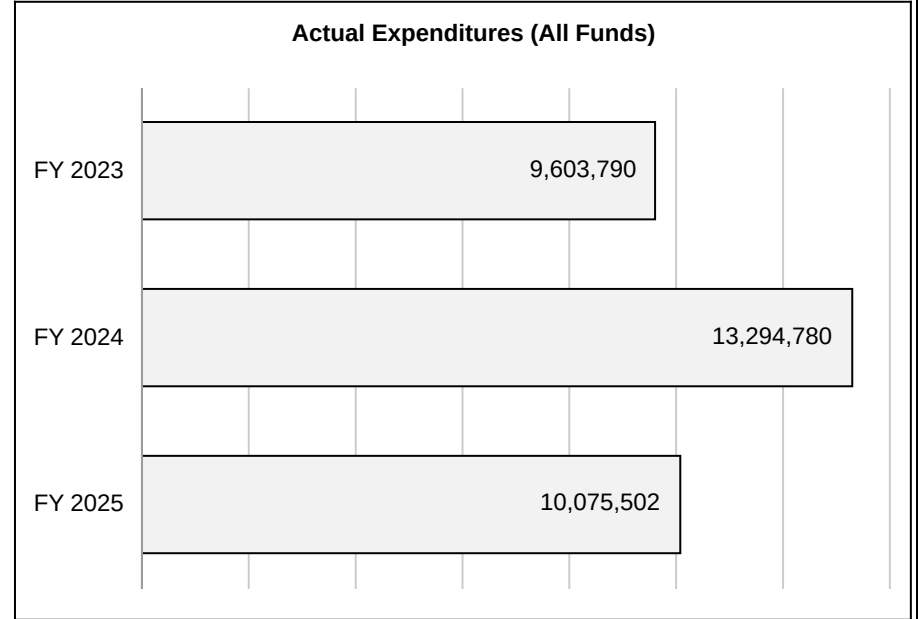 Actual Expenditures (All Funds)
FY 2023 9,603,790
FY 2024 13,294,780
FY 2025 10,075,502